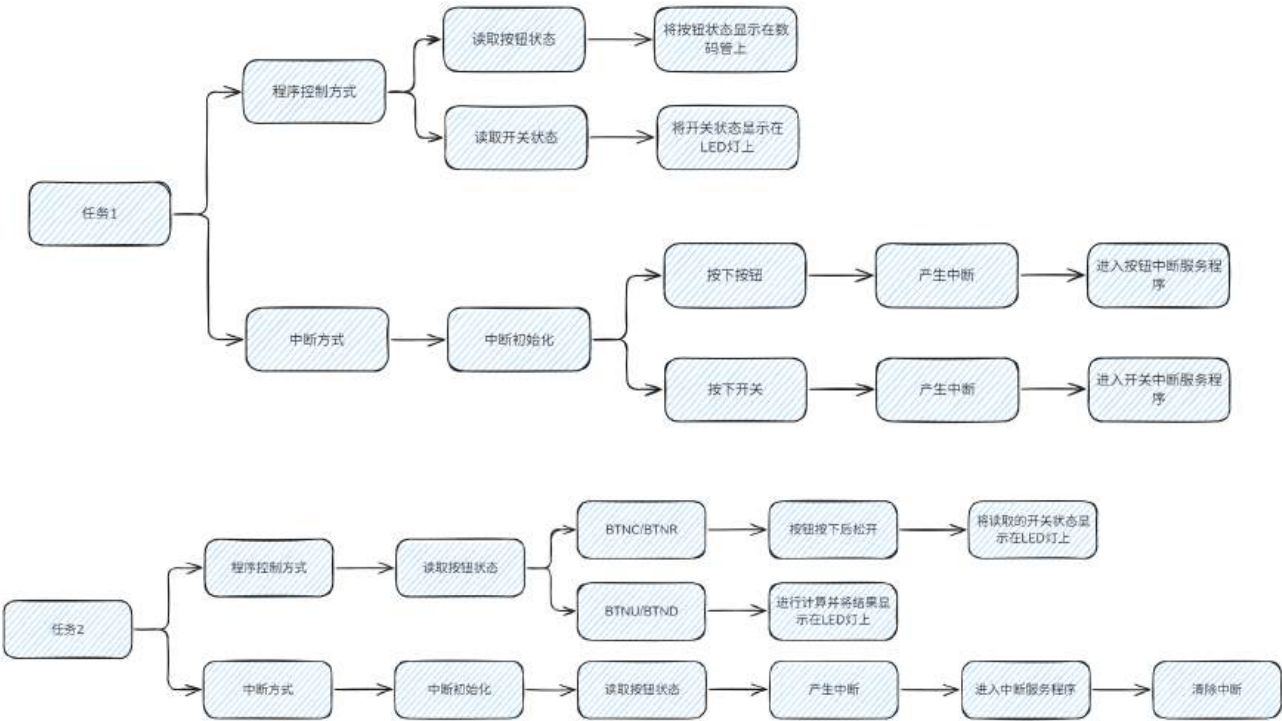 读取按钮状态
将按钮状态显示在数
码管上
程序控制方式
读取开关状态
将开关状态显示在
LED灯上
任务1
按下按钮
产生中断
进入按钮中断服务程
序
中断方式
中断初始化
按下开关
产生中断
进入开关中断服务程
序
BTNC/BTNR
按钮按下后松开
将读取的开关状态显
示在LED灯上
程序控制方式
读取按钮状态
BTNU/BTND
进行计算并将结果显
示在LED灯上
任务2
中断方式
中断初始化
读取按钮状态
产生中断
进入中断服务程序
清除中断